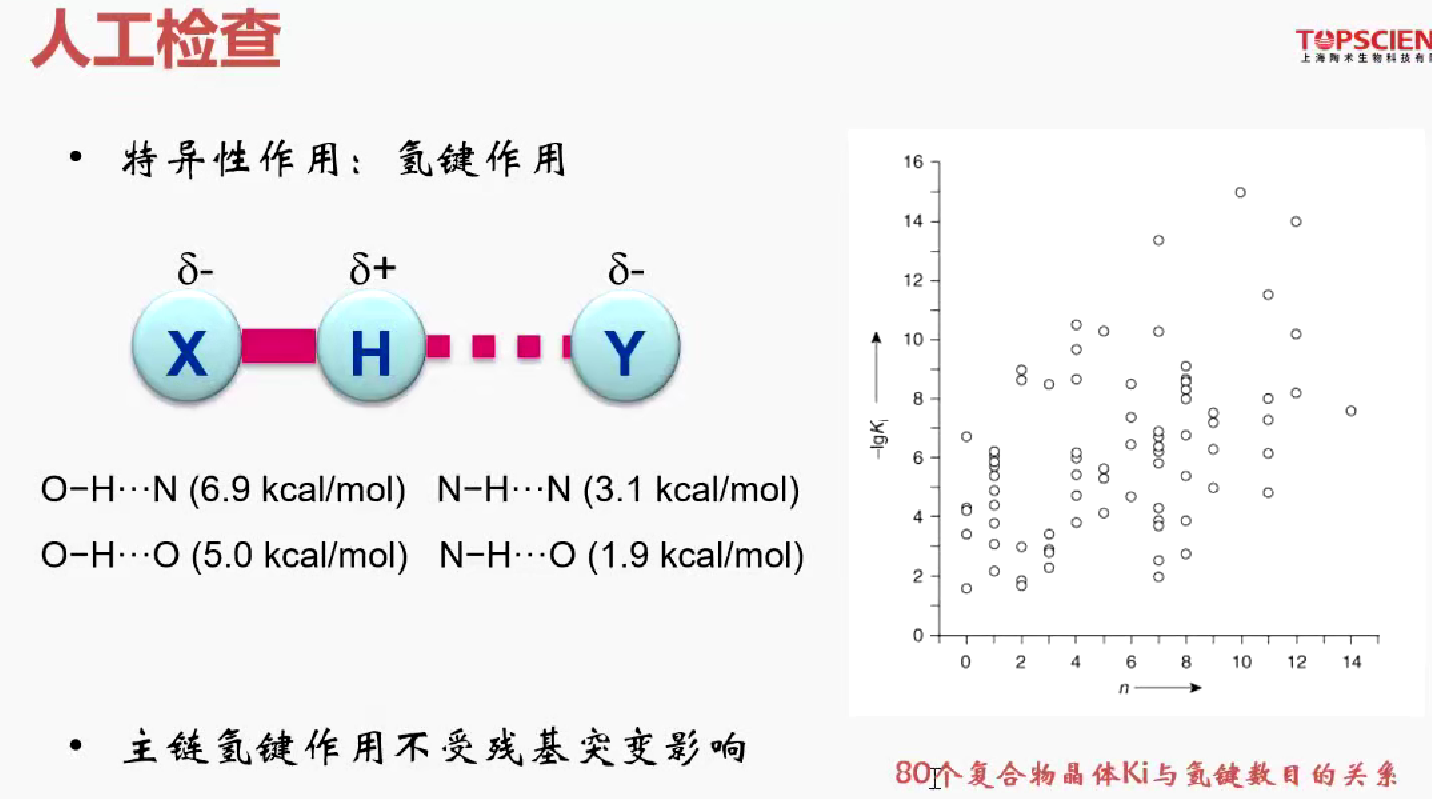 人工检查
TOPSCIEN
上海陶术生物科技有限
• 特异性作用：氢键作用
δ- δ+ δ-
X H Y
O−H···N (6.9 kcal/mol) N−H···N (3.1 kcal/mol)
O−H···O (5.0 kcal/mol) N−H···O (1.9 kcal/mol)
• 主链氢键作用不受残基突变影响
16
14
12
10
8
6
4
2
0
−lgKi
0 2 4 6 8 10 12 14
n
80个复合物晶体Ki与氢键数目的关系